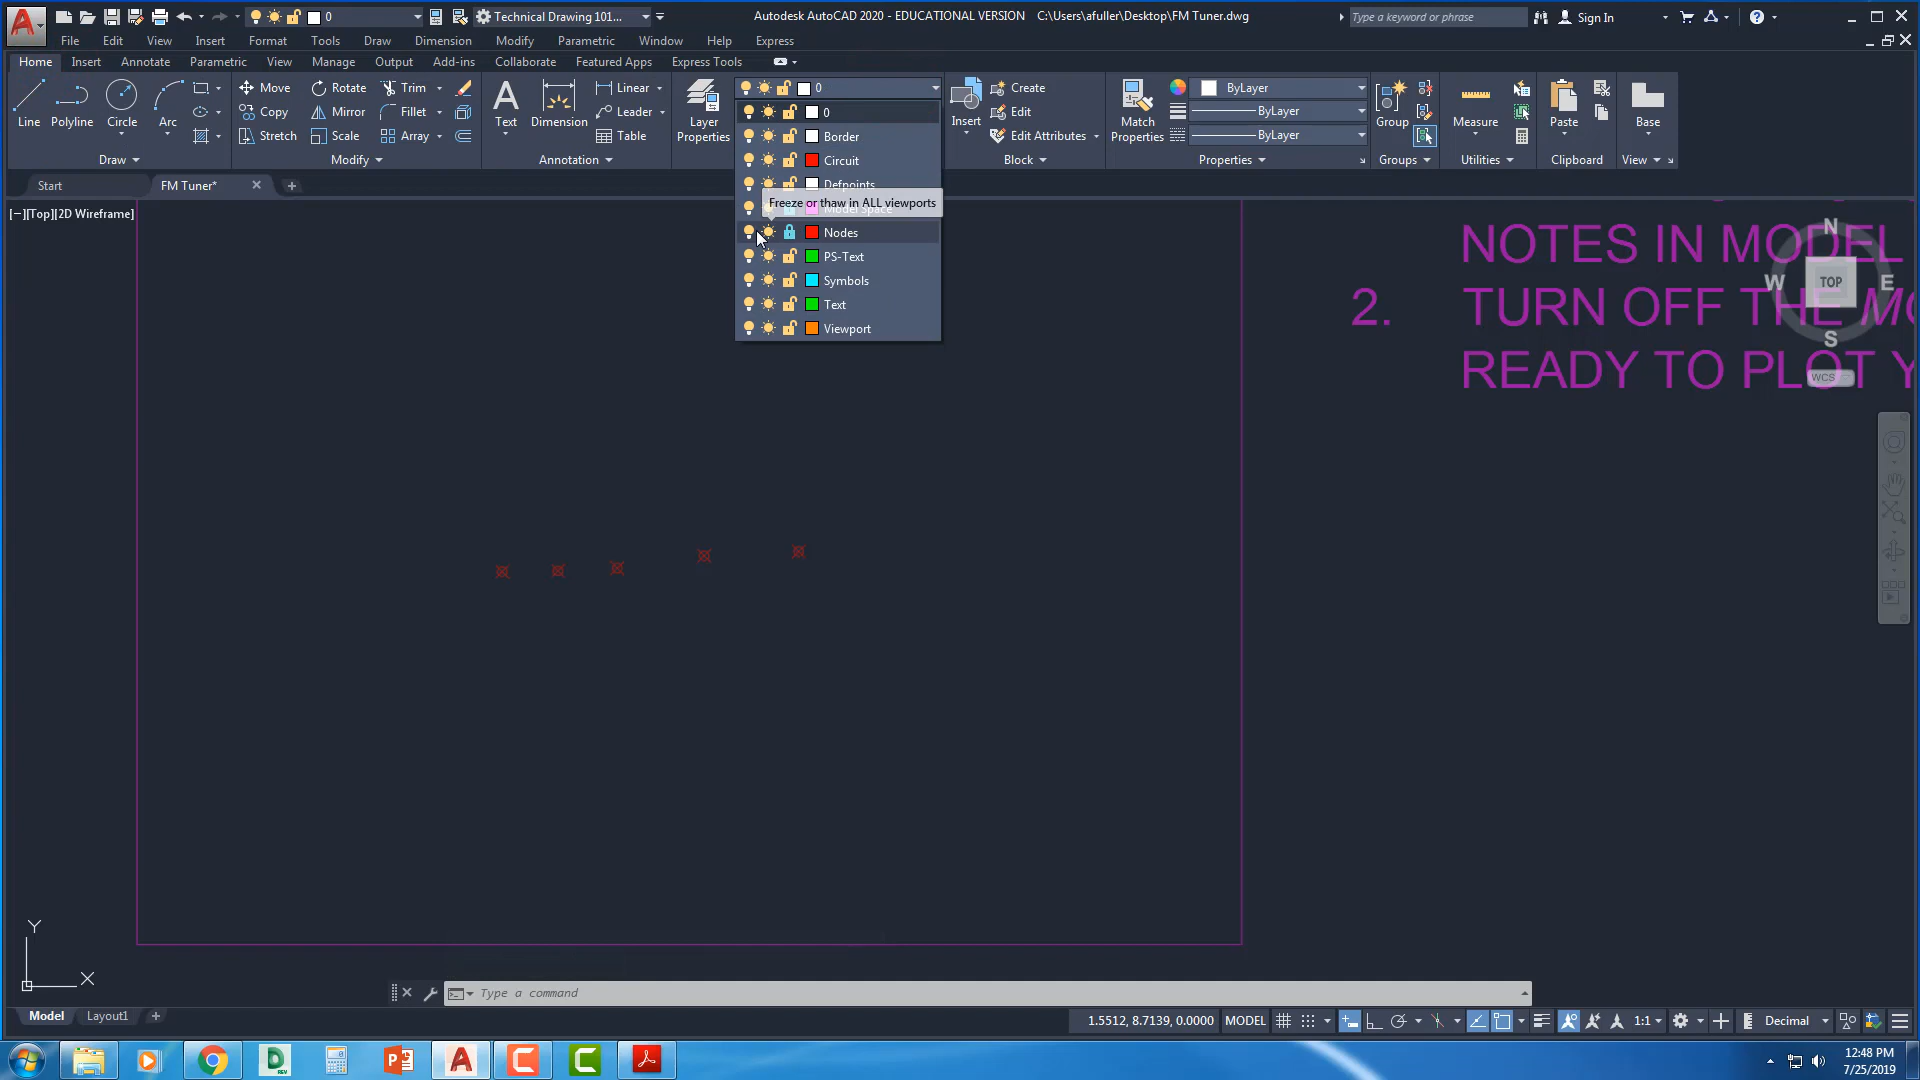 0
Technical Drawing 101...
Autodesk AutoCAD 2020 - EDUCATIONAL VERSION C:\Users\afuller\Desktop\FM Tuner.dwg
Type a keyword or phrase
Sign In
File Edit View Insert Format Tools Draw Dimension Modify Parametric Window Help Express
Home Insert Annotate Parametric View Manage Output Add-ins Collaborate Featured Apps Express Tools
Line Polyline Circle Arc
Move Rotate Trim
Copy Mirror Fillet
Stretch Scale Array
Text Dimension
Linear
Leader
Table
Layer Properties
0
Insert
Create
Edit
Edit Attributes
Match Properties
ByLayer
ByLayer
ByLayer
Group
Measure
Paste
Base
Draw Modify Annotation Block Properties Groups Utilities Clipboard View
0
Border
Circuit
Defpoints
Freeze or thaw in ALL viewports
Model Space
Nodes
PS-Text
Symbols
Text
Viewport
Start FM Tuner*
[−][Top][2D Wireframe]
NOTES IN MODEL
2. TURN OFF THE MO
READY TO PLOT Y
N
W TOP E
S
WCS
Y
X
Type a command
Model Layout1
1.5512, 8.7139, 0.0000 MODEL 1:1 Decimal
12:48 PM
7/25/2019